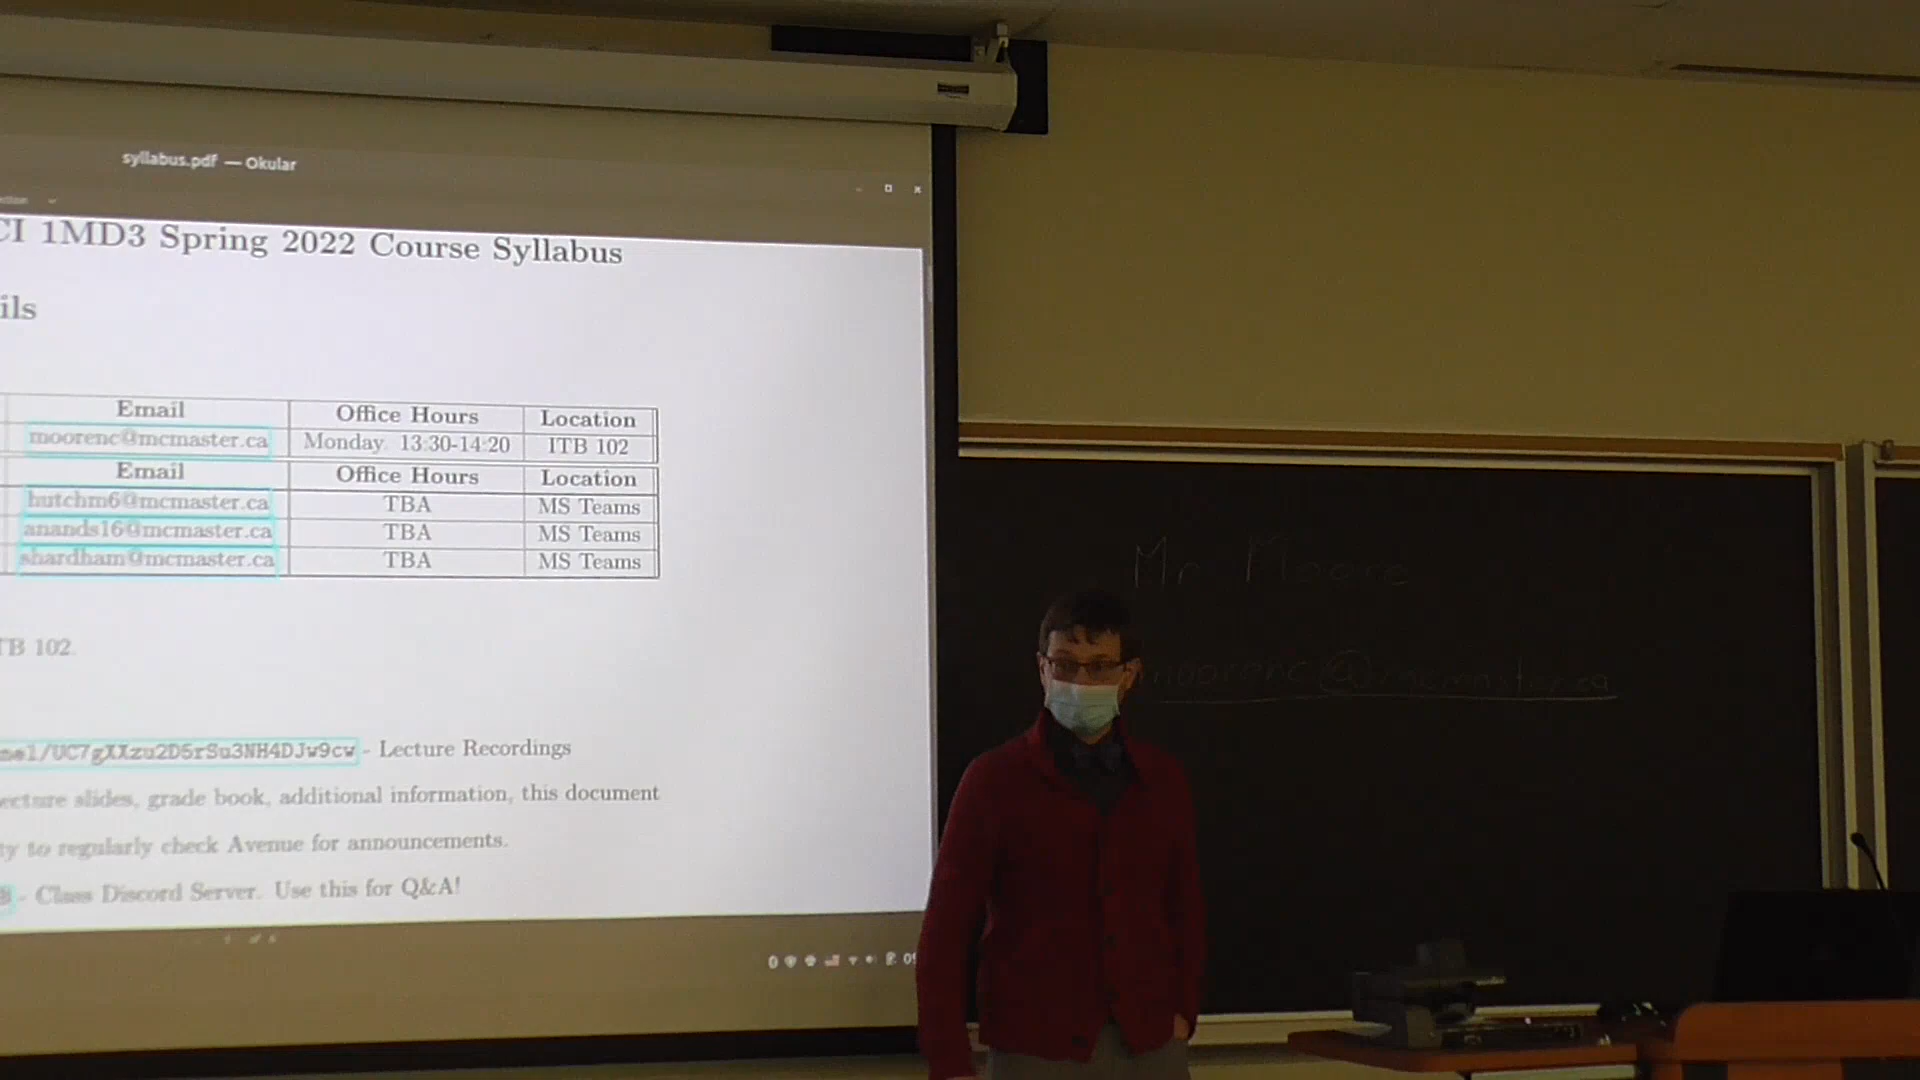 syllabus.pdf — Okular
CI 1MD3 Spring 2022 Course Syllabus
ils
Email Office Hours Location
moorenc@mcmaster.ca Monday 13:30-14:20 ITB 102
Email Office Hours Location
hutchm6@mcmaster.ca TBA MS Teams
anands16@mcmaster.ca TBA MS Teams
shardham@mcmaster.ca TBA MS Teams
TB 102.
nel/UC7gXXzu2D5rSu3NH4DJw9cw - Lecture Recordings
ecture slides, grade book, additional information, this document
ty to regularly check Avenue for announcements.
- Class Discord Server. Use this for Q&A!
Mr Moore
moorenc@mcmaster.ca